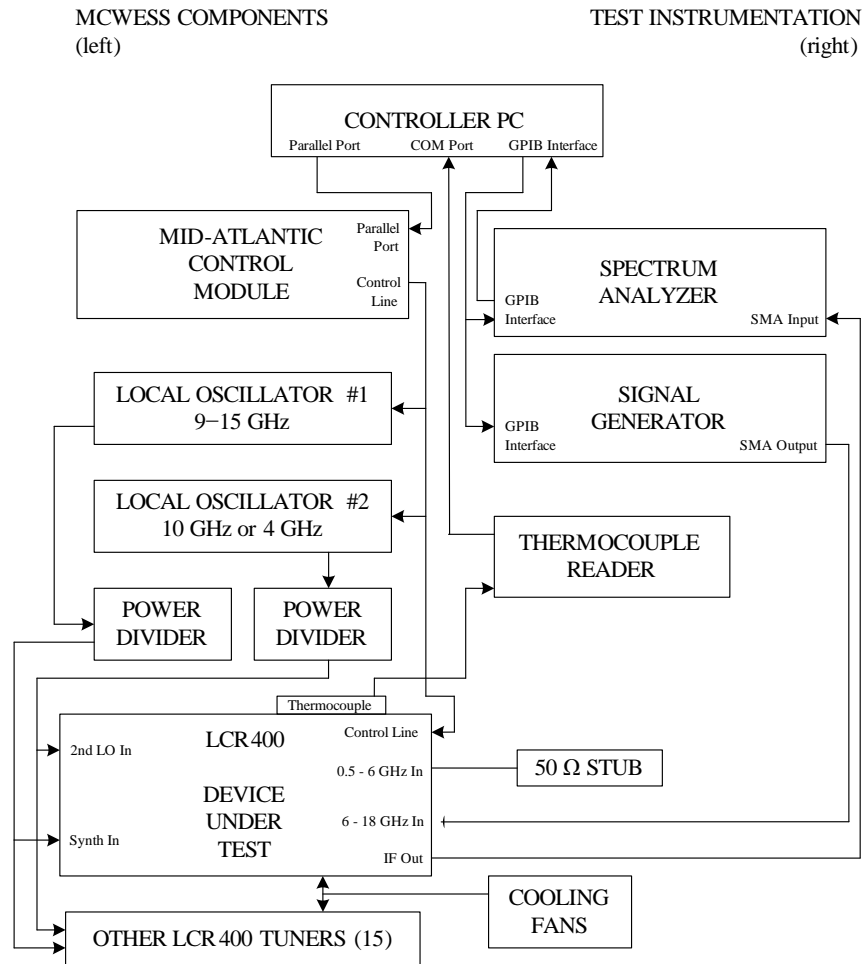 MCWESS COMPONENTS
(left)
TEST INSTRUMENTATION
(right)
CONTROLLER PC
Parallel Port
COM Port
GPIB Interface
MID-ATLANTIC
CONTROL
MODULE
Parallel
Port
Control
Line
SPECTRUM
ANALYZER
GPIB
Interface
SMA Input
LOCAL OSCILLATOR #1
9−15 GHz
SIGNAL
GENERATOR
GPIB
Interface
SMA Output
LOCAL OSCILLATOR #2
10 GHz or 4 GHz
THERMOCOUPLE
READER
POWER
DIVIDER
POWER
DIVIDER
Thermocouple
LCR400
DEVICE
UNDER
TEST
2nd LO In
Synth In
Control Line
0.5 - 6 GHz In
6 - 18 GHz In
IF Out
50 Ω STUB
COOLING
FANS
OTHER LCR400 TUNERS (15)